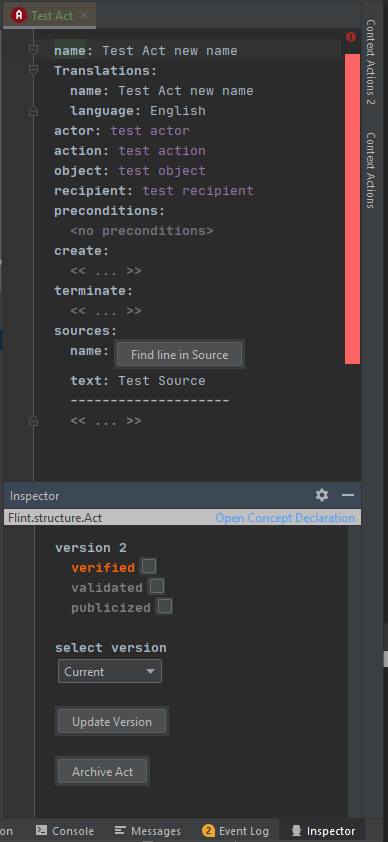 A Test Act
name: Test Act new name
Translations:
name: Test Act new name
language: English
actor: test actor
action: test action
object: test object
recipient: test recipient
preconditions:
<no preconditions>
create:
<< ... >>
terminate:
<< ... >>
sources:
name: Find line in Source
text: Test Source
--------------------
<< ... >>
Context Actions 2
Context Actions
Inspector
Flint.structure.Act Open Concept Declaration
version 2
verified
validated
publicized
select version
Current
Update Version
Archive Act
on Console Messages 2 Event Log Inspector